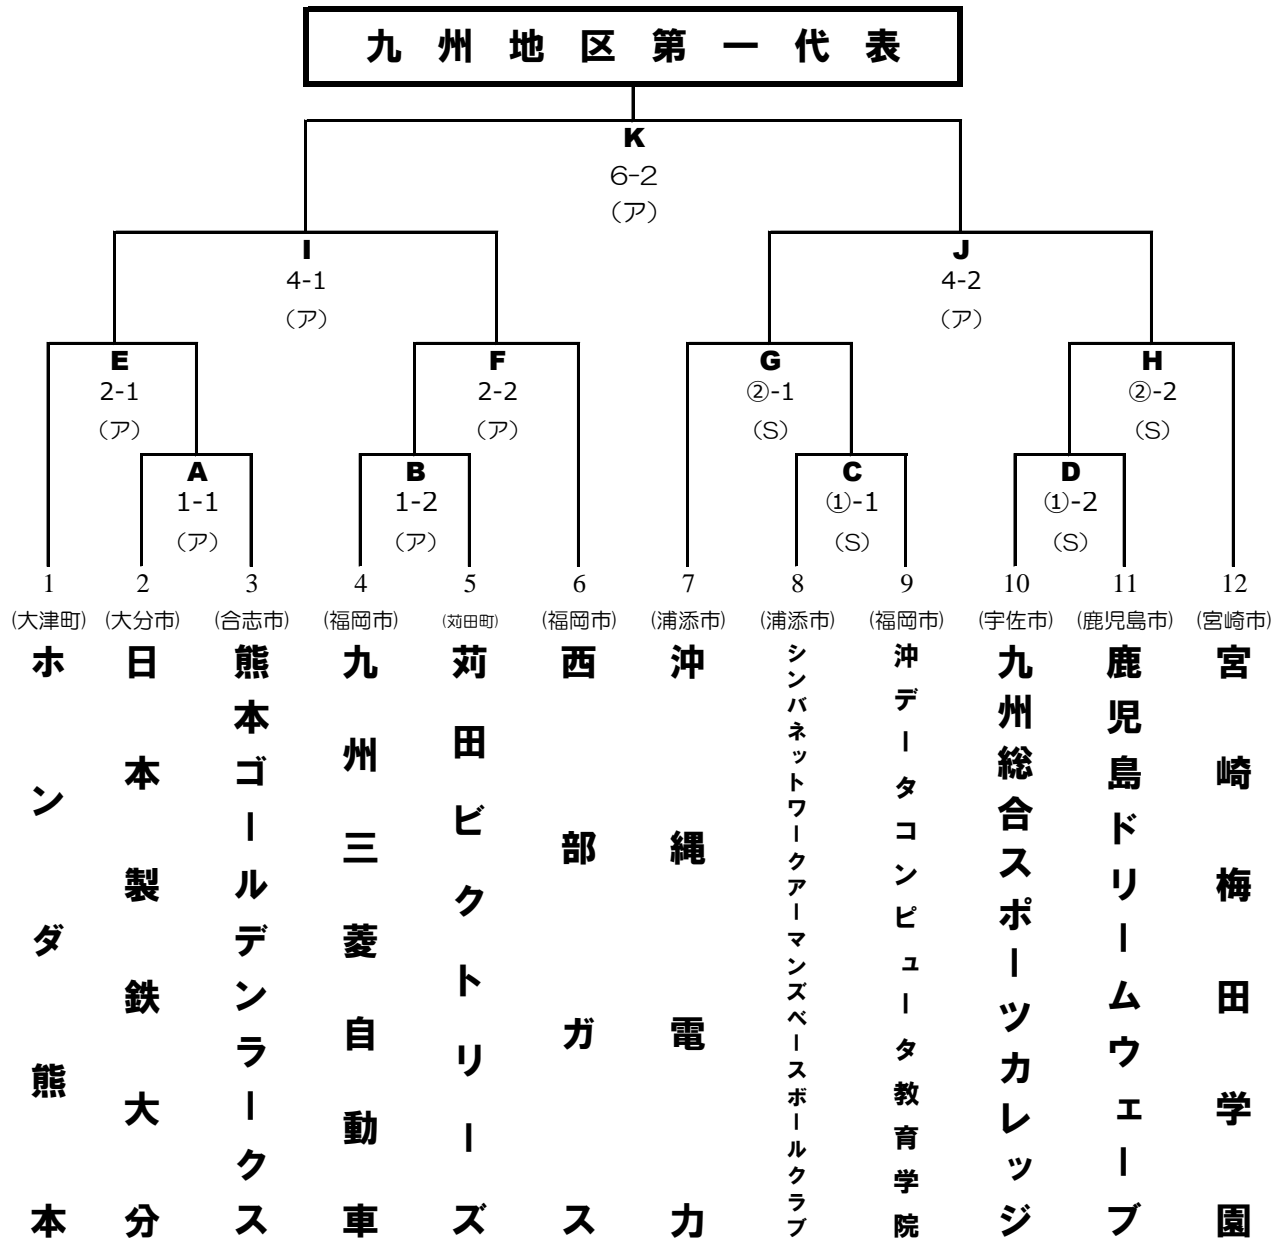 九州地区第一代表
K
6-2
(ア)
I
4-1
(ア)
J
4-2
(ア)
E
2-1
(ア)
F
2-2
(ア)
G
②-1
(S)
H
②-2
(S)
A
1-1
(ア)
B
1-2
(ア)
C
①-1
(S)
D
①-2
(S)
1 2 3 4 5 6 7 8 9 10 11 12
(大津町) (大分市) (合志市) (福岡市) (苅田町) (福岡市) (浦添市) (浦添市) (福岡市) (宇佐市) (鹿児島市) (宮崎市)
ホンダ熊本
日本製鉄大分
熊本ゴールデンラークス
九州三菱自動車
苅田ビクトリーズ
西部ガス
沖縄電力
シンバネットワークアーマンズベースボールクラブ
沖データコンピュータ教育学院
九州総合スポーツカレッジ
鹿児島ドリームウェーブ
宮崎梅田学園